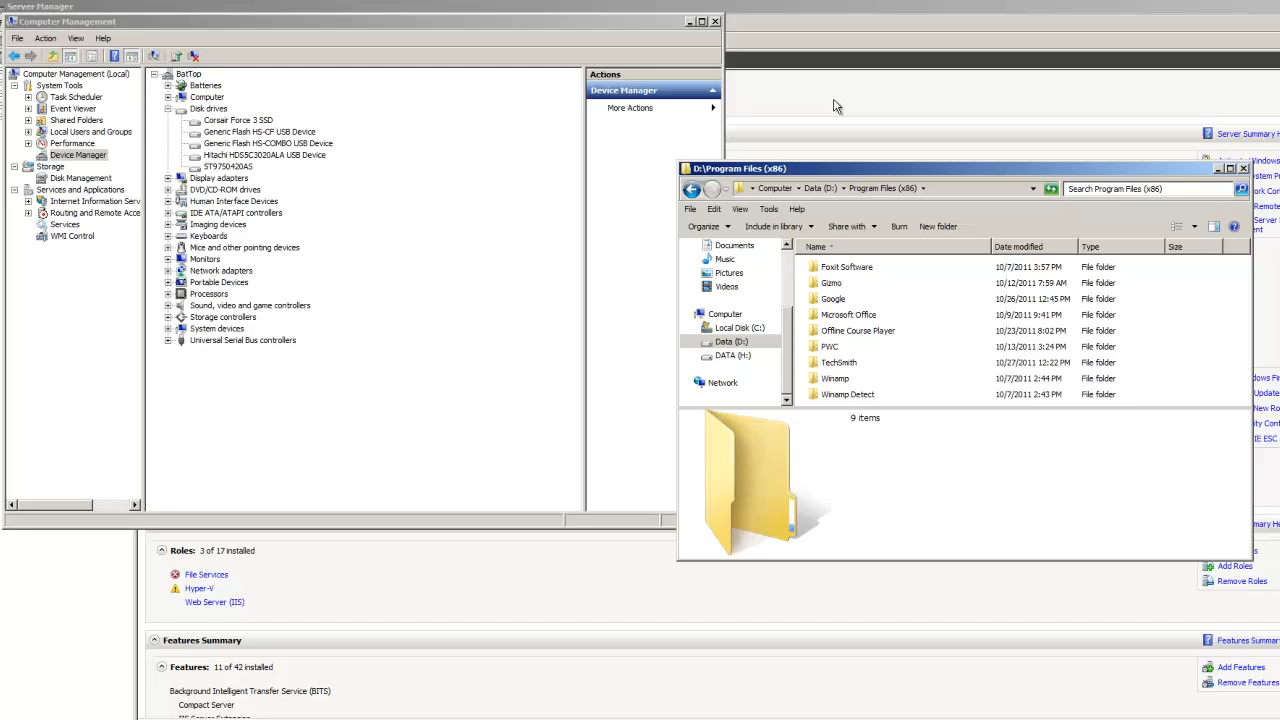 Server Manager
Computer Management
File Action View Help
Computer Management (Local)
System Tools
Task Scheduler
Event Viewer
Shared Folders
Local Users and Groups
Performance
Device Manager
Storage
Disk Management
Services and Applications
Internet Information Serv
Routing and Remote Acce
Services
WMI Control
BatTop
Batteries
Computer
Disk drives
Corsair Force 3 SSD
Generic Flash HS-CF USB Device
Generic Flash HS-COMBO USB Device
Hitachi HDS5C3020ALA USB Device
ST9750420AS
Display adapters
DVD/CD-ROM drives
Human Interface Devices
IDE ATA/ATAPI controllers
Imaging devices
Keyboards
Mice and other pointing devices
Monitors
Network adapters
Portable Devices
Processors
Sound, video and game controllers
Storage controllers
System devices
Universal Serial Bus controllers
Actions
Device Manager
More Actions
Server Summary H
D:\Program Files (x86)
Computer Data (D:) Program Files (x86)
Search Program Files (x86)
File Edit View Tools Help
Organize Include in library Share with Burn New folder
Documents
Music
Pictures
Videos
Computer
Local Disk (C:)
Data (D:)
DATA (H:)
Network
Name Date modified Type Size
Foxit Software 10/7/2011 3:57 PM File folder
Gizmo 10/12/2011 7:59 AM File folder
Google 10/26/2011 12:45 PM File folder
Microsoft Office 10/9/2011 9:41 PM File folder
Offline Course Player 10/23/2011 8:02 PM File folder
PWC 10/13/2011 3:24 PM File folder
TechSmith 10/27/2011 12:22 PM File folder
Winamp 10/7/2011 2:44 PM File folder
Winamp Detect 10/7/2011 2:43 PM File folder
9 items
Roles: 3 of 17 installed
File Services
Hyper-V
Web Server (IIS)
Add Roles
Remove Roles
Features Summary
Features Summar
Features: 11 of 42 installed
Add Features
Remove Features
Background Intelligent Transfer Service (BITS)
Compact Server